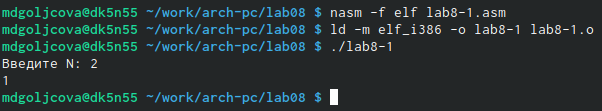 mdgoljcova@dk5n55 ~/work/arch-pc/lab08 $ nasm -f elf lab8-1.asm
mdgoljcova@dk5n55 ~/work/arch-pc/lab08 $ ld -m elf_i386 -o lab8-1 lab8-1.o
mdgoljcova@dk5n55 ~/work/arch-pc/lab08 $ ./lab8-1
Введите N: 2
1
mdgoljcova@dk5n55 ~/work/arch-pc/lab08 $